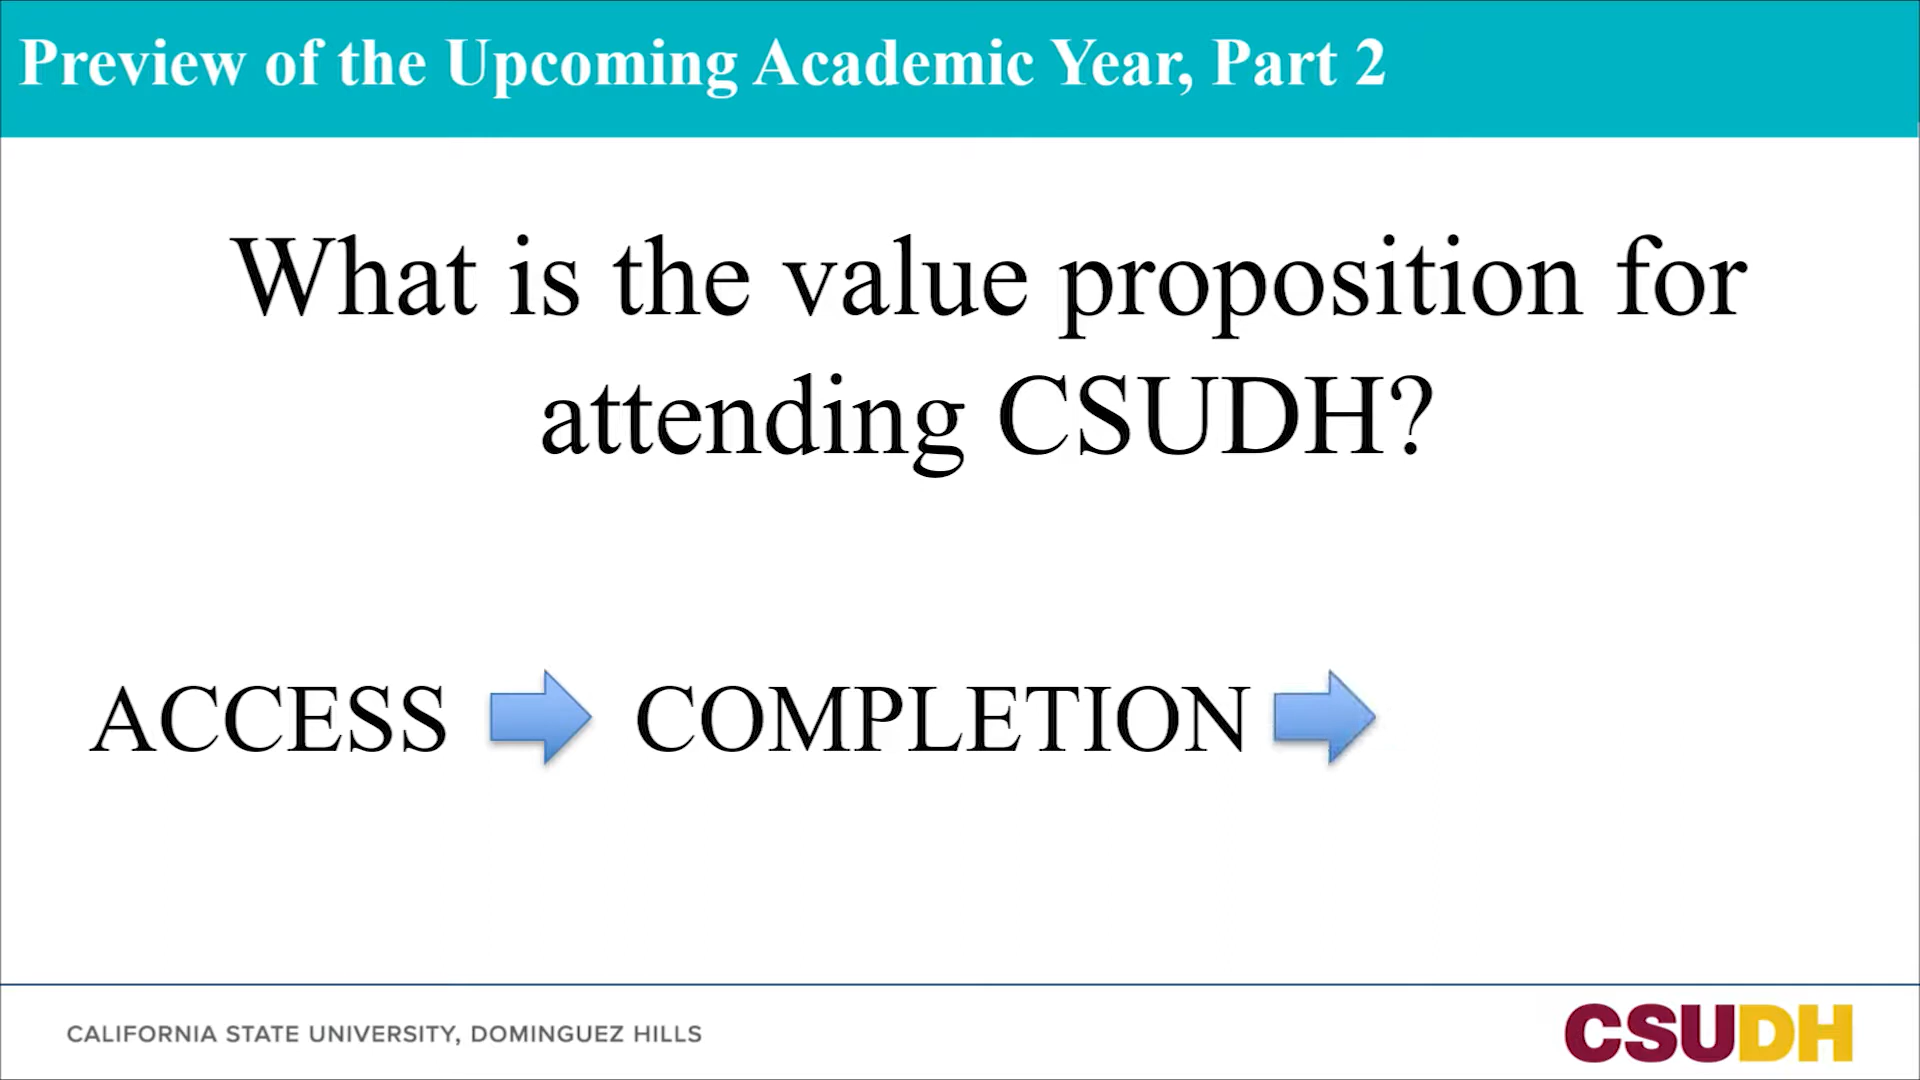 Preview of the Upcoming Academic Year, Part 2
What is the value proposition for
attending CSUDH?
ACCESS COMPLETION
CALIFORNIA STATE UNIVERSITY, DOMINGUEZ HILLS
CSUDH